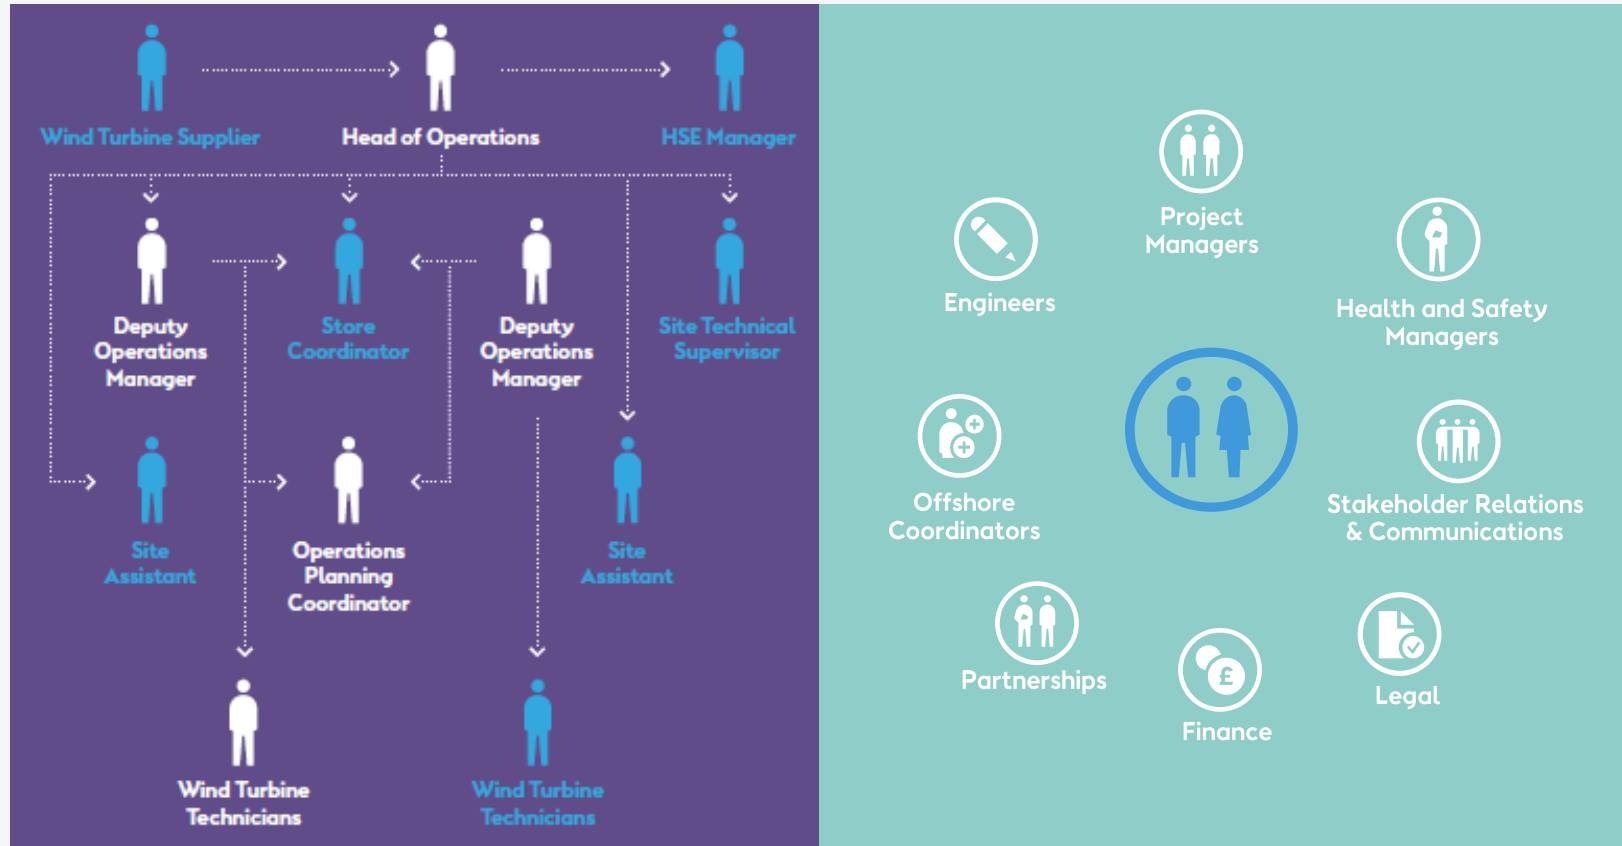 Wind Turbine Supplier
Head of Operations
HSE Manager
Deputy
Operations
Manager
Store
Coordinator
Deputy
Operations
Manager
Site Technical
Supervisor
Site
Assistant
Operations
Planning
Coordinator
Site
Assistant
Wind Turbine
Technicians
Wind Turbine
Technicians
Project
Managers
Engineers
Health and Safety
Managers
Offshore
Coordinators
Stakeholder Relations
& Communications
Partnerships
£
Finance
Legal